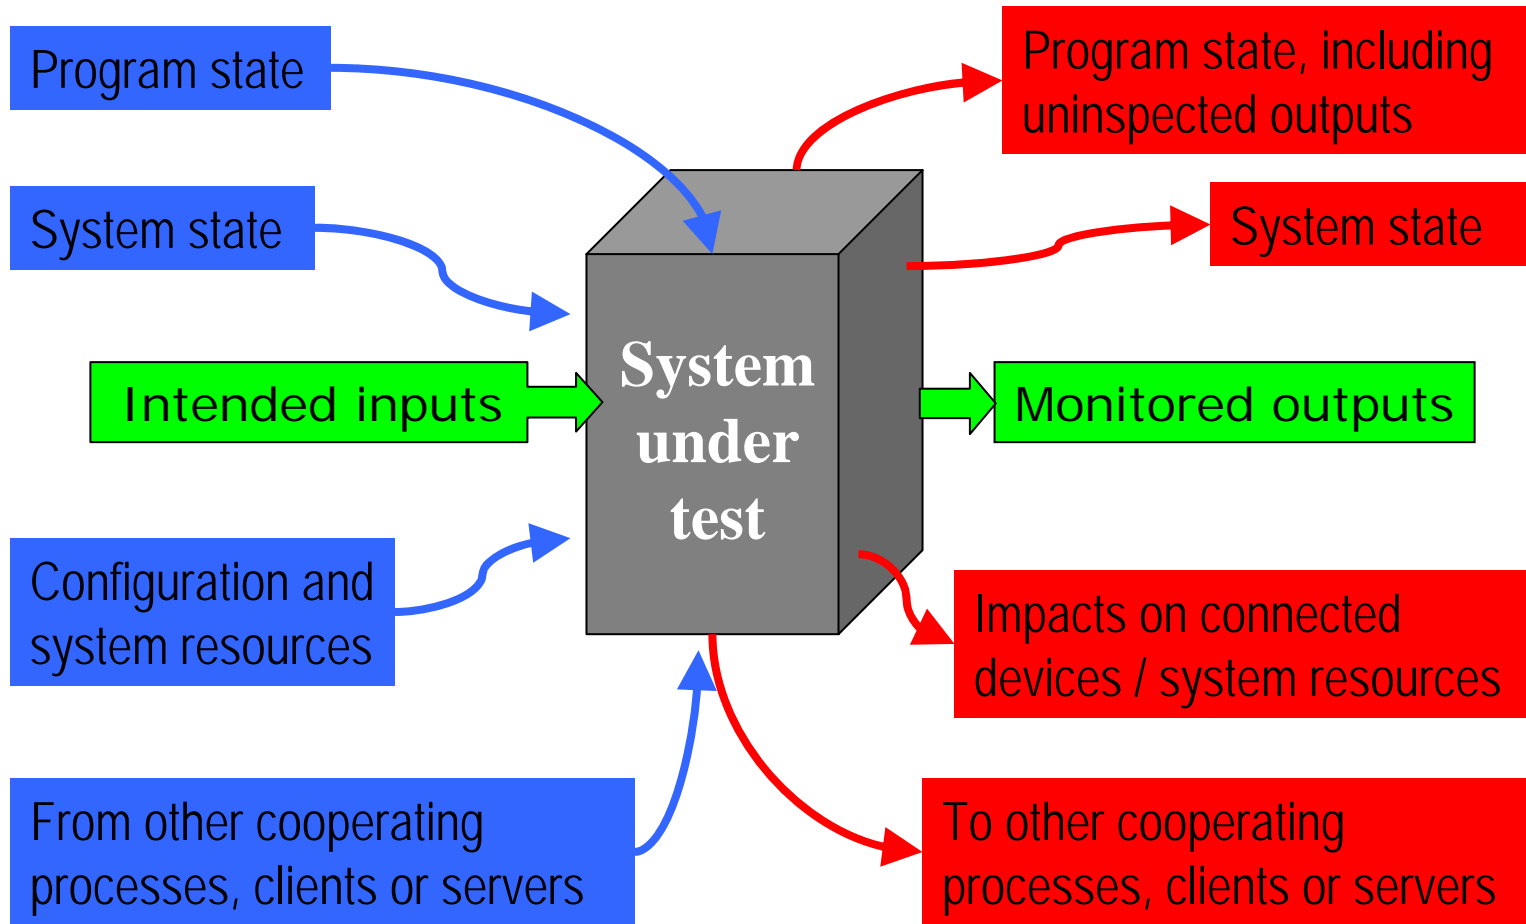 Program state
System state
Intended inputs
Configuration and
system resources
From other cooperating
processes, clients or servers
System
under
test
Program state, including
uninspected outputs
System state
Monitored outputs
Impacts on connected
devices / system resources
To other cooperating
processes, clients or servers